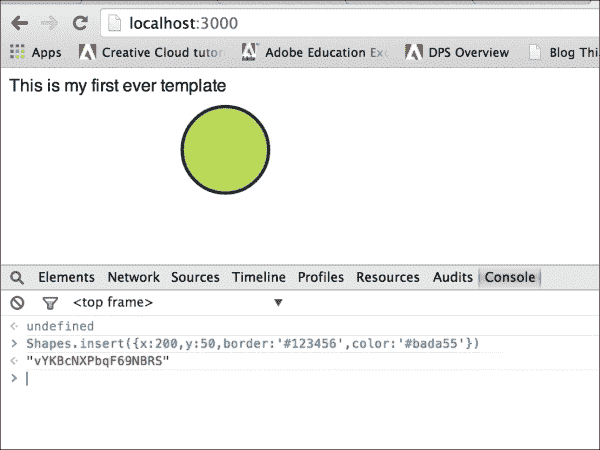 localhost:3000
Apps Creative Cloud tutor Adobe Education Exc DPS Overview Blog Thi
This is my first ever template
Elements Network Sources Timeline Profiles Resources Audits Console
<top frame>
undefined
Shapes.insert({x:200,y:50,border:'#123456',color:'#bada55'})
"vYKBcNXPbqF69NBRS"